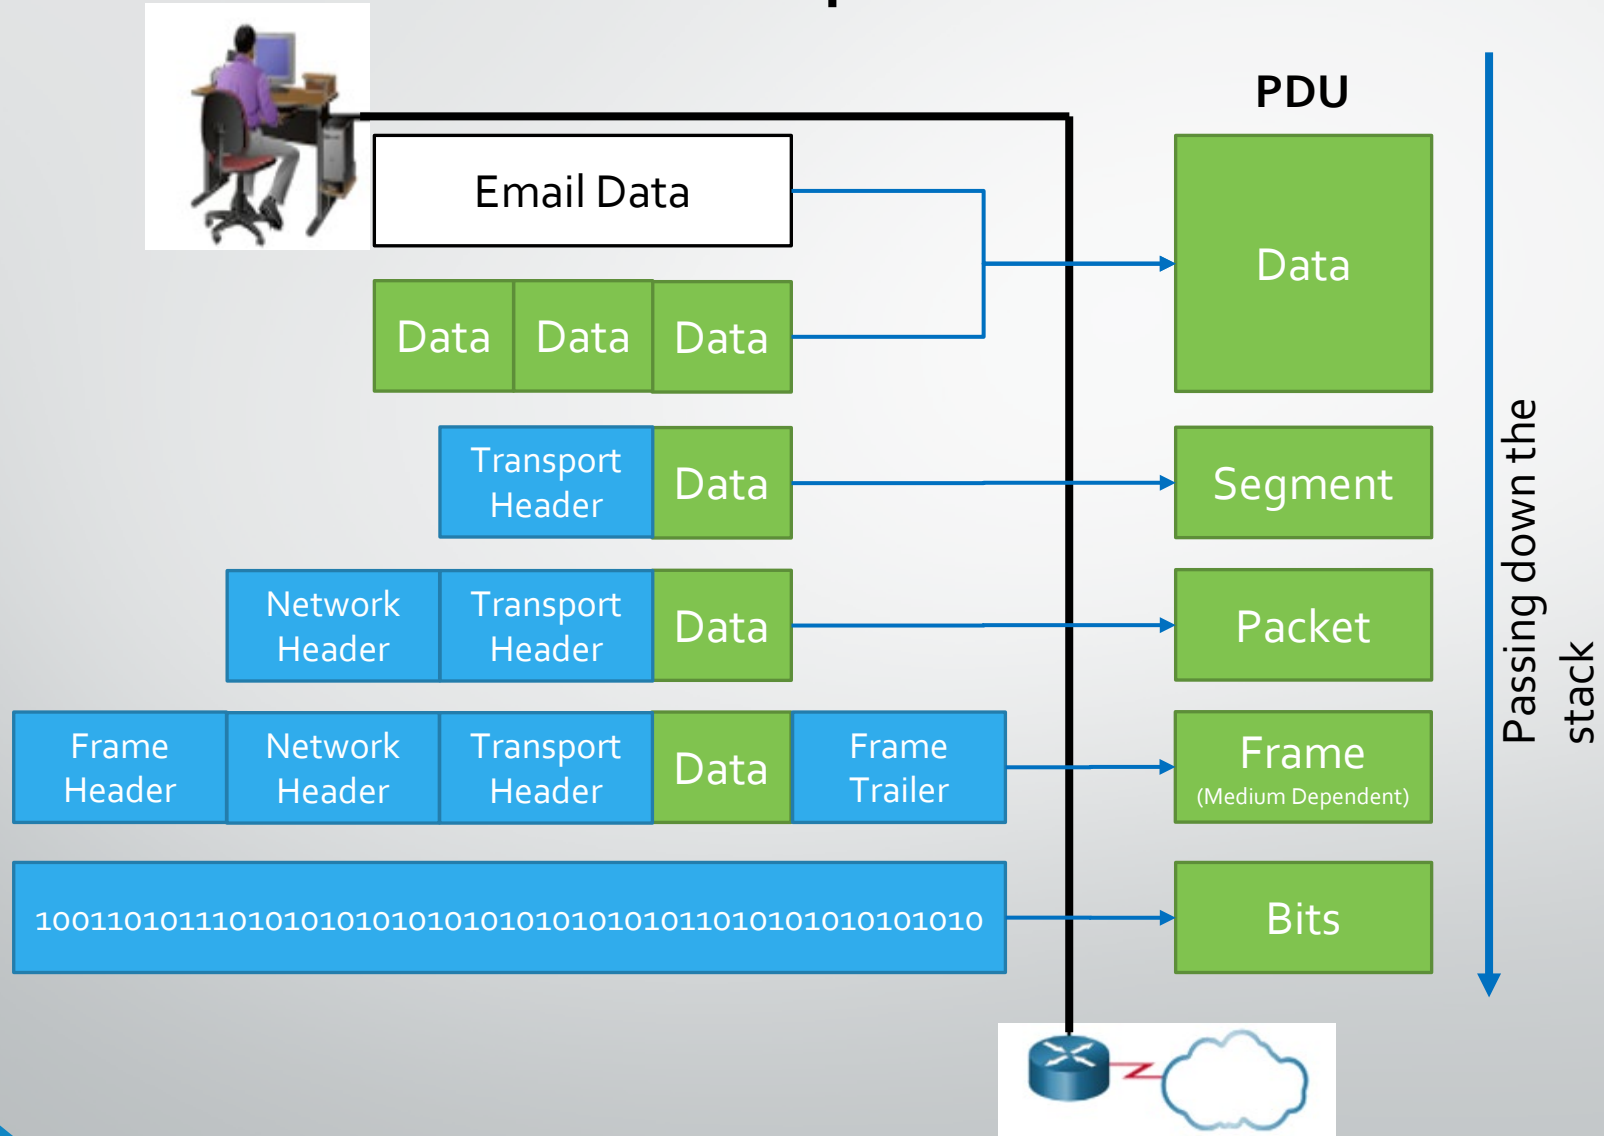 PDU
Email Data
Data
Data Data Data
Transport
Header
Data
Segment
Network
Header
Transport
Header
Data
Packet
Frame
Header
Network
Header
Transport
Header
Data
Frame
Trailer
Frame
(Medium Dependent)
Bits
Passing down the
stack